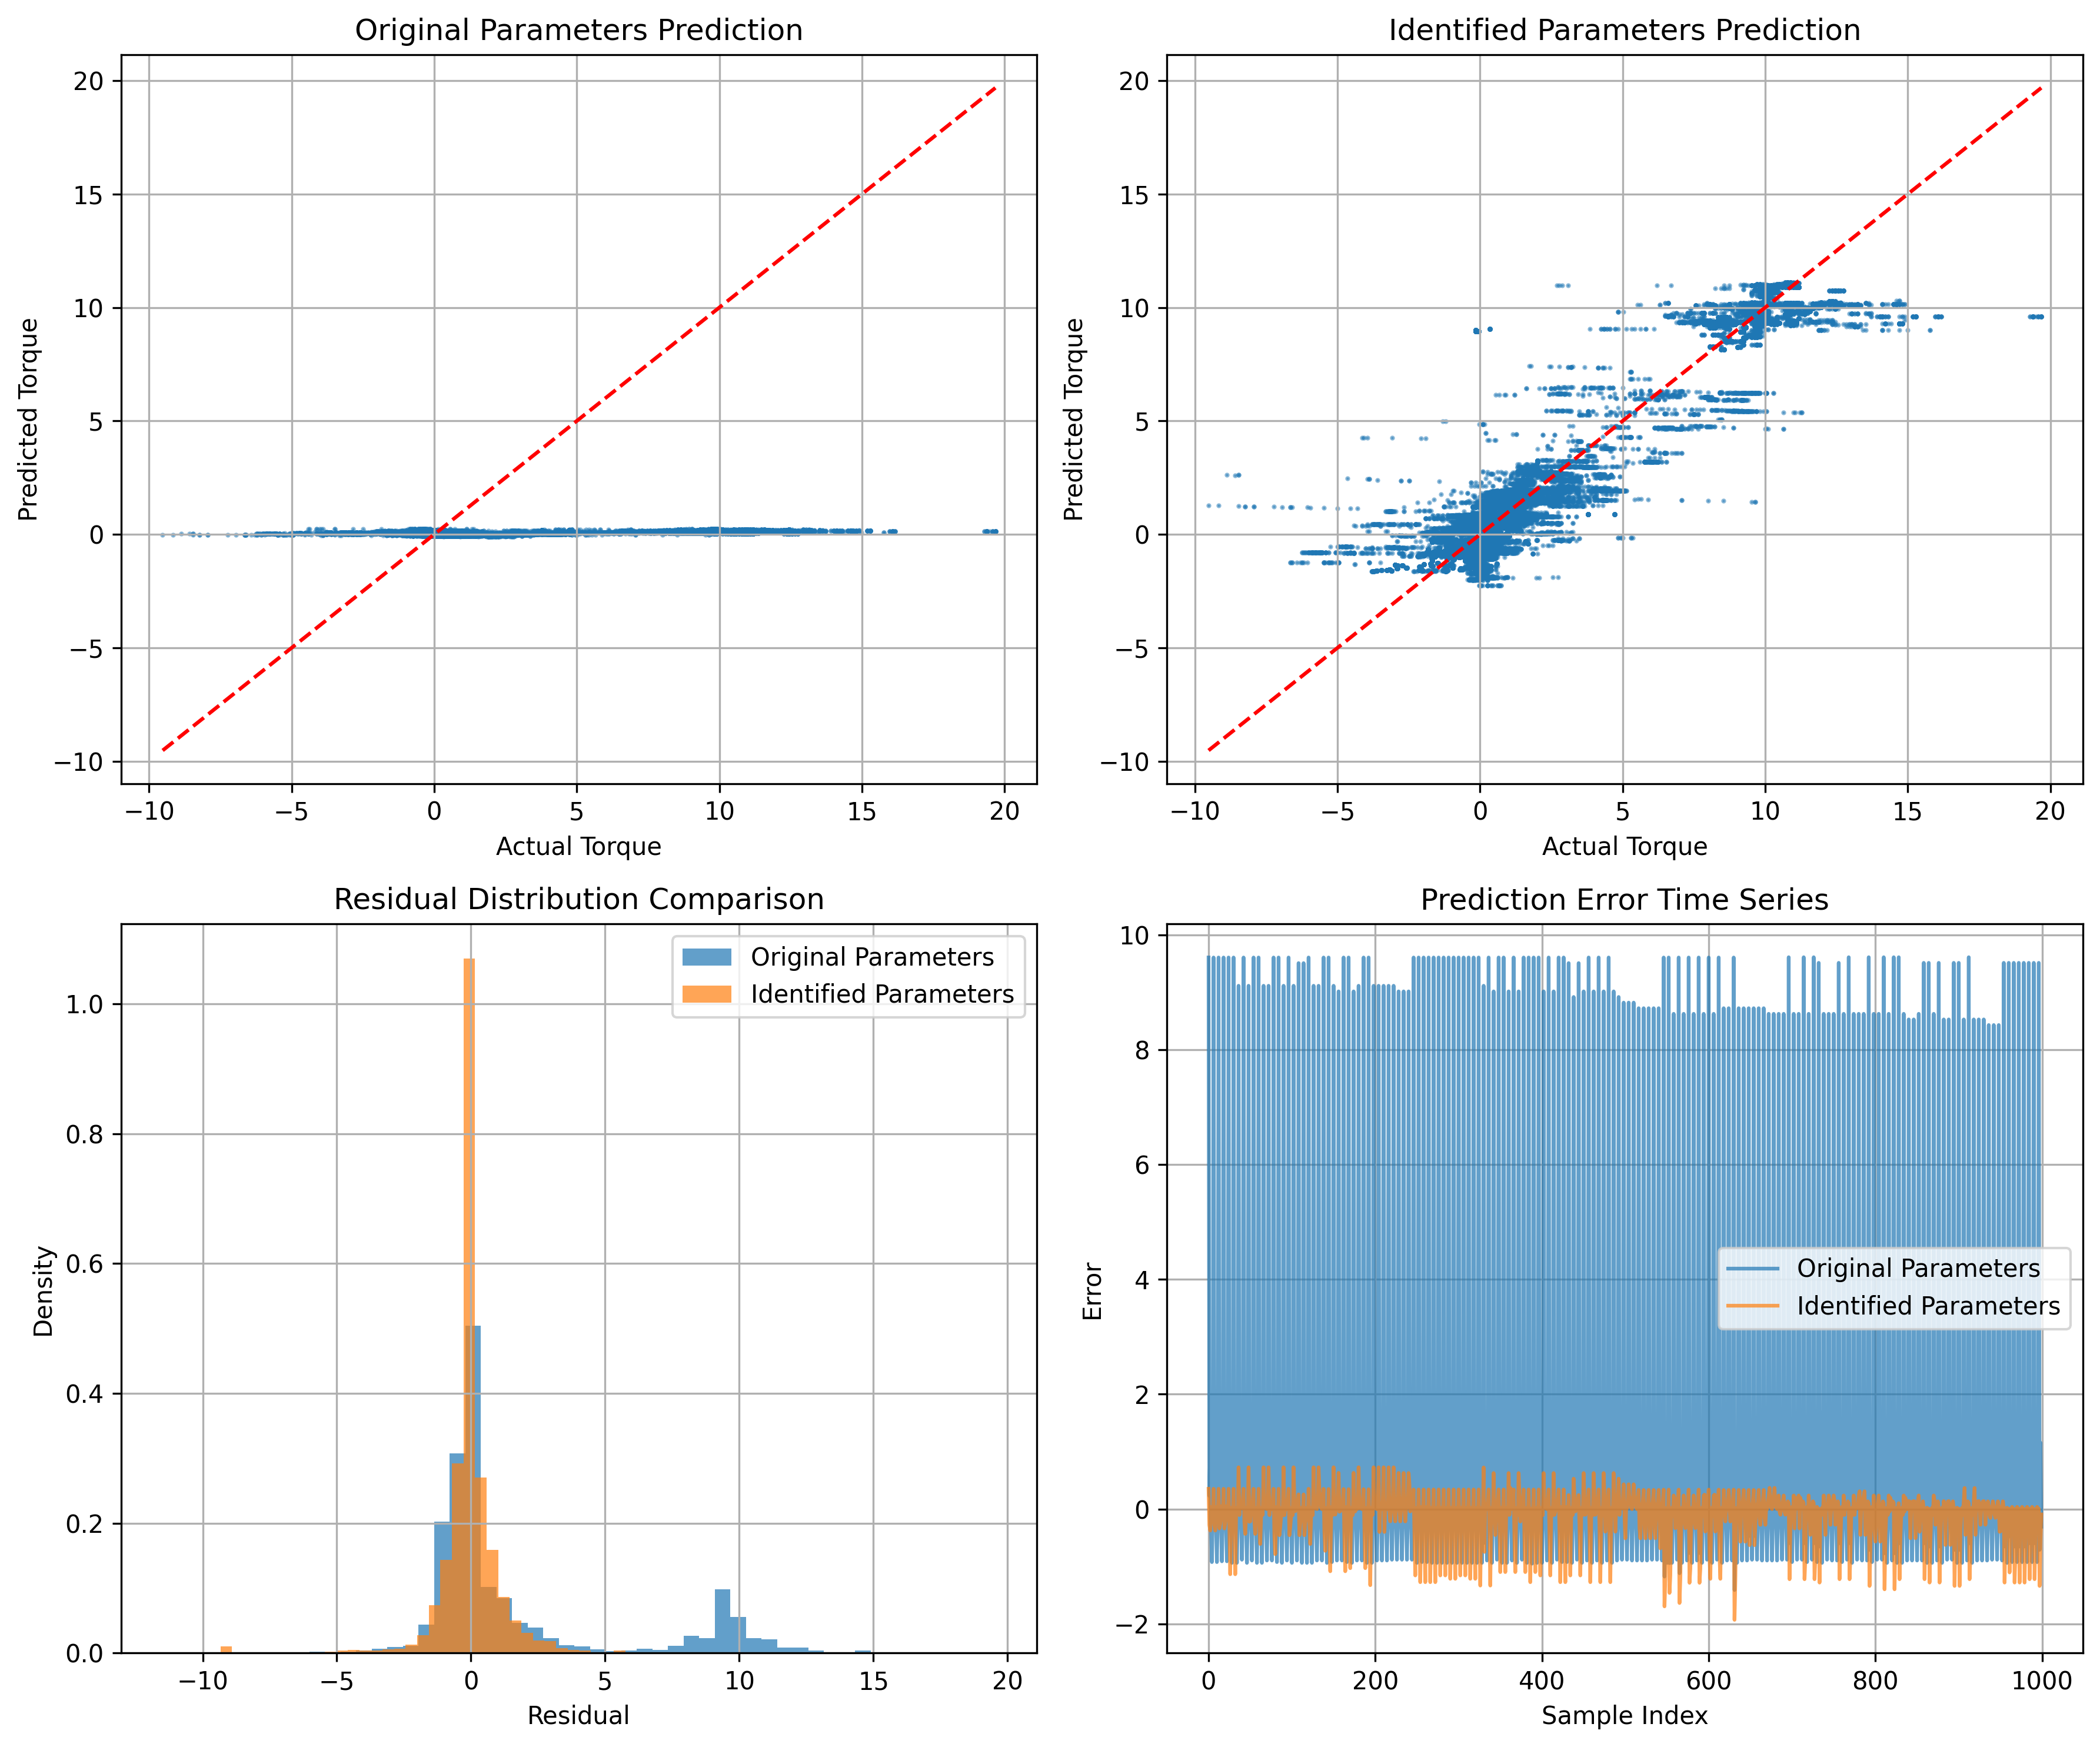 Original Parameters Prediction
20
15
10
5
0
−5
−10
Predicted Torque
−10 −5 0 5 10 15 20
Actual Torque
Identified Parameters Prediction
20
15
10
5
0
−5
−10
Predicted Torque
−10 −5 0 5 10 15 20
Actual Torque
Residual Distribution Comparison
Original Parameters
Identified Parameters
1.0
0.8
0.6
0.4
0.2
0.0
Density
−10 −5 0 5 10 15 20
Residual
Prediction Error Time Series
10
8
6
4
2
0
−2
Error
Original Parameters
Identified Parameters
0 200 400 600 800 1000
Sample Index